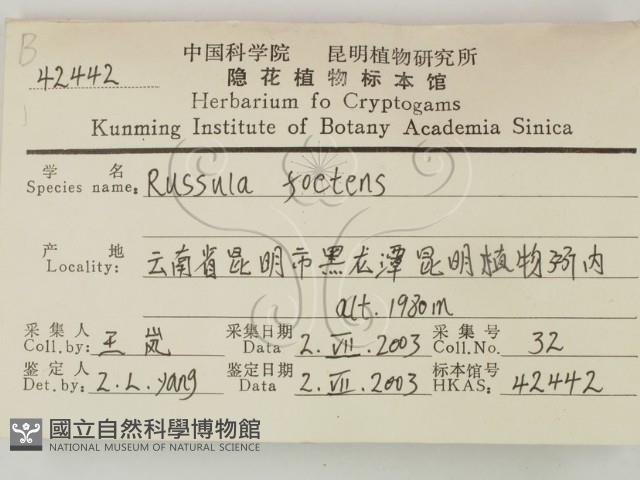 B
42442
中国科学院 昆明植物研究所
隐花植物标本馆
Herbarium fo Cryptogams
Kunming Institute of Botany Academia Sinica
学 名
Species name: Russula foetens
产 地
Locality: 云南省昆明市黑龙潭昆明植物所内
alt. 1980m
采集人 王岚 采集日期 采集号
Coll.by: Data 2.VII.2003 Coll.No. 32
鉴定人 鉴定日期 标本馆号
Det.by: Z.L.yang Data 2.VII.2003 HKAS: 42442
國立自然科學博物館
NATIONAL MUSEUM OF NATURAL SCIENCE